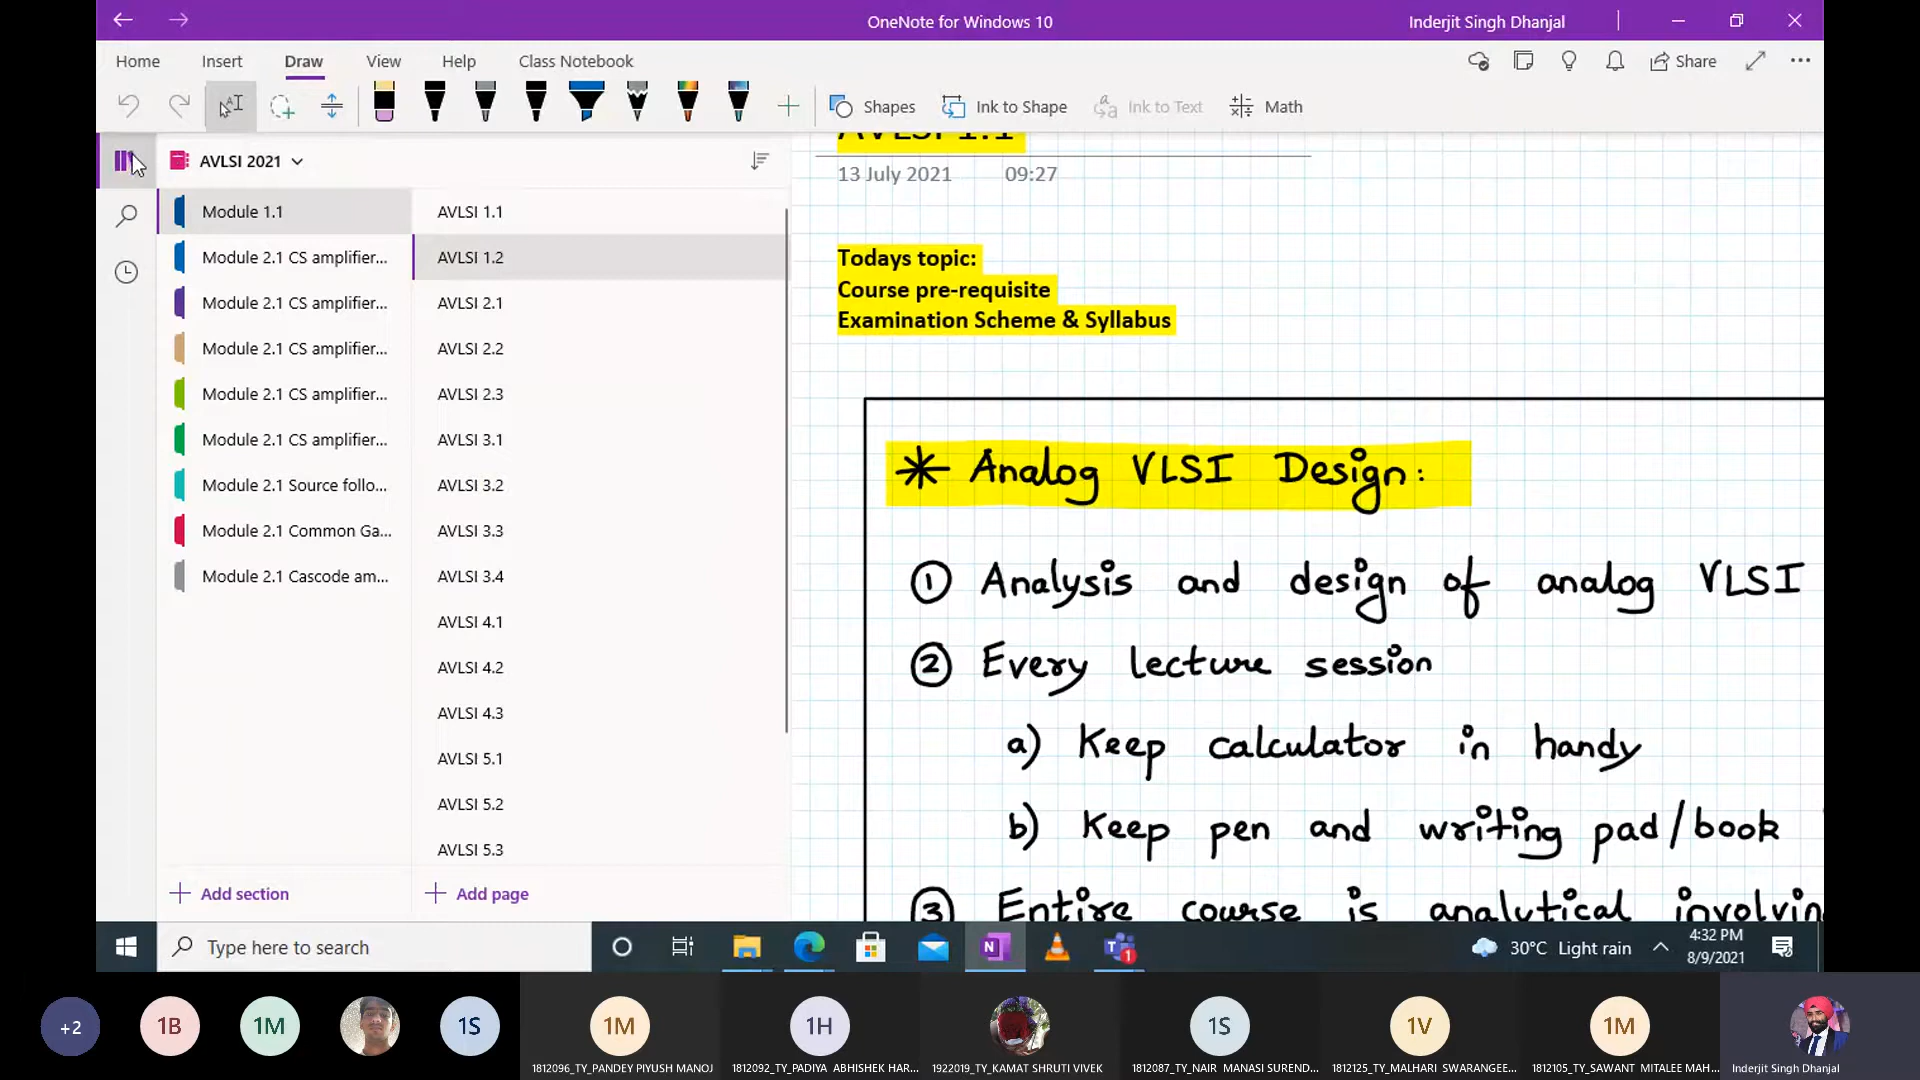 OneNote for Windows 10
Inderjit Singh Dhanjal
Home Insert Draw View Help Class Notebook
Share
Shapes Ink to Shape Ink to Text Math
AVLSI 2021
Module 1.1
Module 2.1 CS amplifier...
Module 2.1 CS amplifier...
Module 2.1 CS amplifier...
Module 2.1 CS amplifier...
Module 2.1 CS amplifier...
Module 2.1 Source follo...
Module 2.1 Common Ga...
Module 2.1 Cascode am...
Add section
AVLSI 1.1
AVLSI 1.2
AVLSI 2.1
AVLSI 2.2
AVLSI 2.3
AVLSI 3.1
AVLSI 3.2
AVLSI 3.3
AVLSI 3.4
AVLSI 4.1
AVLSI 4.2
AVLSI 4.3
AVLSI 5.1
AVLSI 5.2
AVLSI 5.3
Add page
AVLSI 1.1
13 July 2021 09:27
Todays topic:
Course pre-requisite
Examination Scheme & Syllabus
* Analog VLSI Design:
① Analysis and design of analog VLSI
② Every lecture session
a) Keep calculator in handy
b) Keep pen and writing pad/book
③ Entire course is analytical involvin
Type here to search
30°C Light rain
4:32 PM
8/9/2021
1
+2
1B
1M
1S
1M
1H
1S
1V
1M
1812096_TY_PANDEY PIYUSH MANOJ
1812092_TY_PADIYA ABHISHEK HAR...
1922019_TY_KAMAT SHRUTI VIVEK
1812087_TY_NAIR MANASI SUREND...
1812125_TY_MALHARI SWARANGEE...
1812105_TY_SAWANT MITALEE MAH...
Inderjit Singh Dhanjal